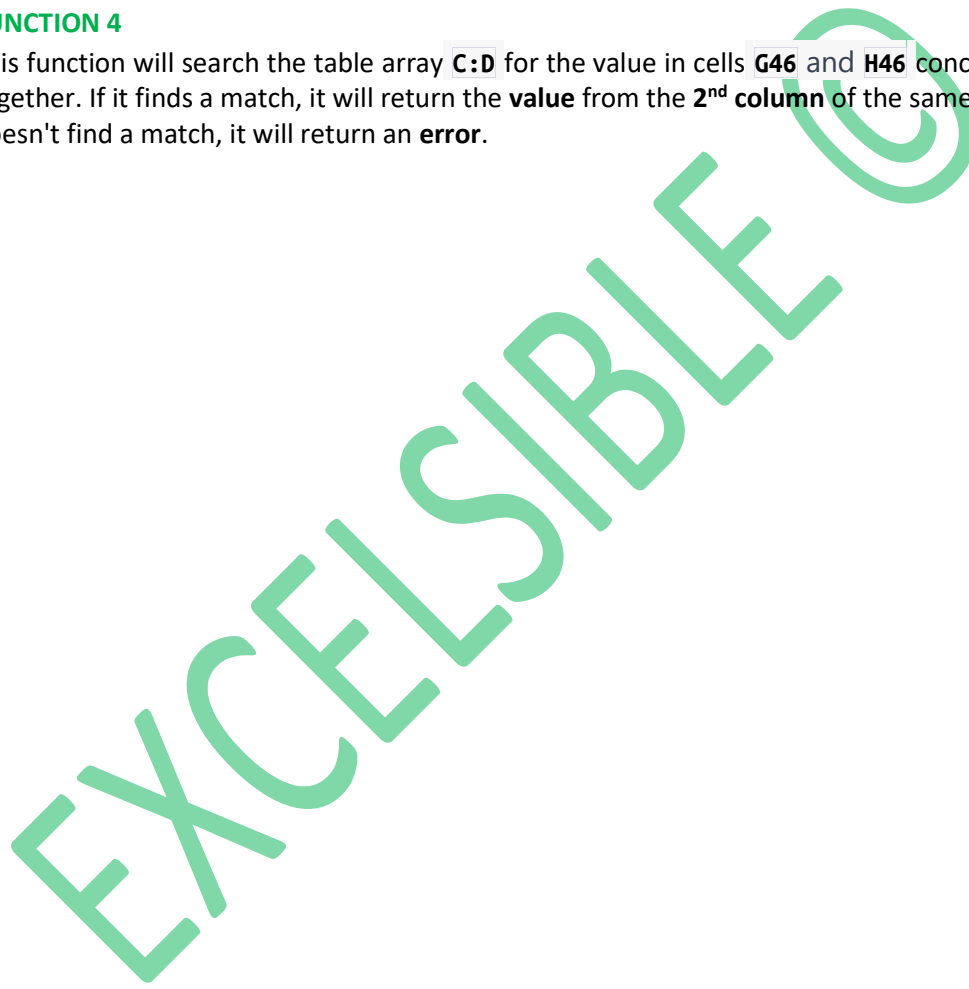 UNCTION 4
is function will search the table array C:D for the value in cells G46 and H46 conc
gether. If it finds a match, it will return the value from the 2nd column of the same
esn't find a match, it will return an error.
EXCELSIBLE ©